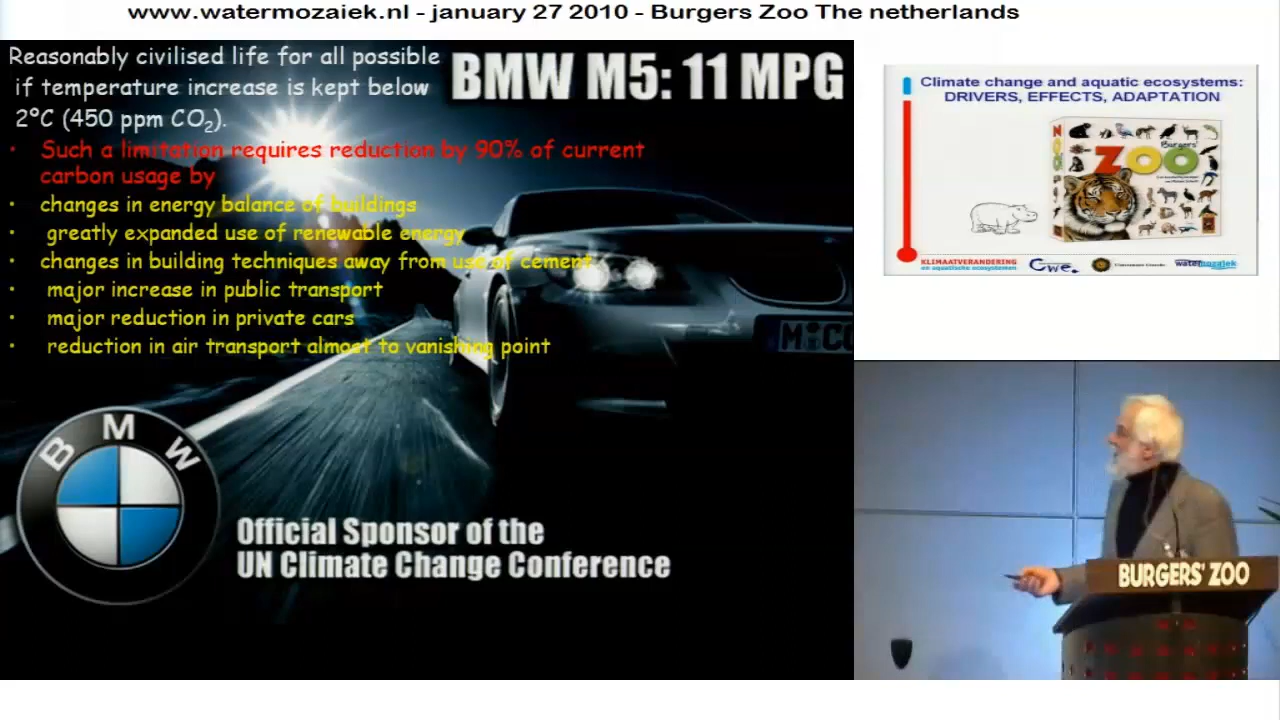 www.watermozaiek.nl - january 27 2010 - Burgers Zoo The netherlands
Reasonably civilised life for all possible
if temperature increase is kept below
2°C (450 ppm CO₂).
• Such a limitation requires reduction by 90% of current
carbon usage by
• changes in energy balance of buildings
• greatly expanded use of renewable energy
• changes in building techniques away from use of cement
• major increase in public transport
• major reduction in private cars
• reduction in air transport almost to vanishing point
BMW M5: 11 MPG
BMW
Official Sponsor of the
UN Climate Change Conference
Climate change and aquatic ecosystems:
DRIVERS, EFFECTS, ADAPTATION
Burgers'
ZOO
KLIMAATVERANDERING
en aquatische ecosystemen
Cwe.
watermozaiek
BURGERS' ZOO